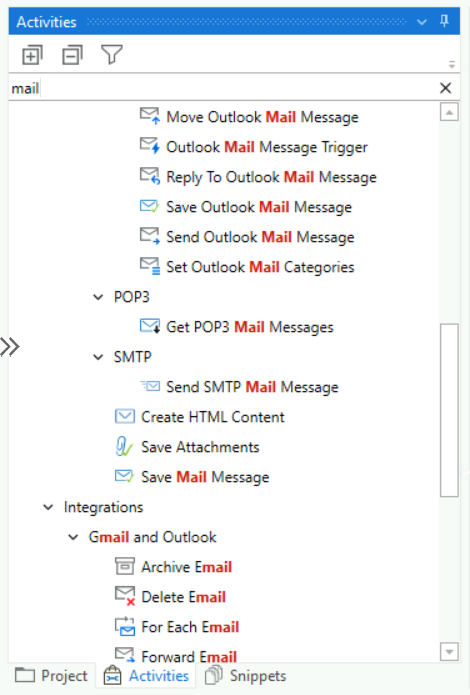 Activities
mail
Move Outlook Mail Message
Outlook Mail Message Trigger
Reply To Outlook Mail Message
Save Outlook Mail Message
Send Outlook Mail Message
Set Outlook Mail Categories
POP3
Get POP3 Mail Messages
SMTP
Send SMTP Mail Message
Create HTML Content
Save Attachments
Save Mail Message
Integrations
Gmail and Outlook
Archive Email
Delete Email
For Each Email
Forward Email
Project Activities Snippets